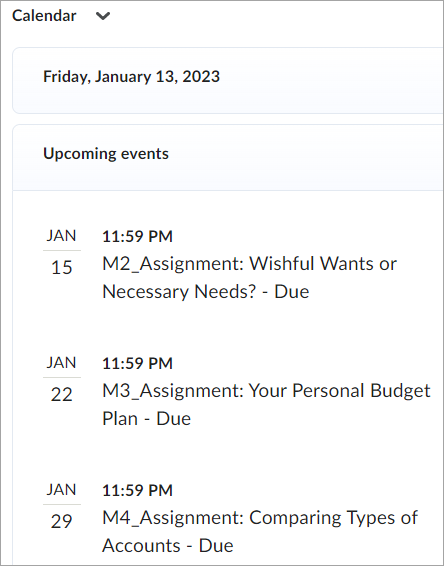 Calendar
Friday, January 13, 2023
Upcoming events
JAN
15
11:59 PM
M2_Assignment: Wishful Wants or
Necessary Needs? - Due
JAN
22
11:59 PM
M3_Assignment: Your Personal Budget
Plan - Due
JAN
29
11:59 PM
M4_Assignment: Comparing Types of
Accounts - Due